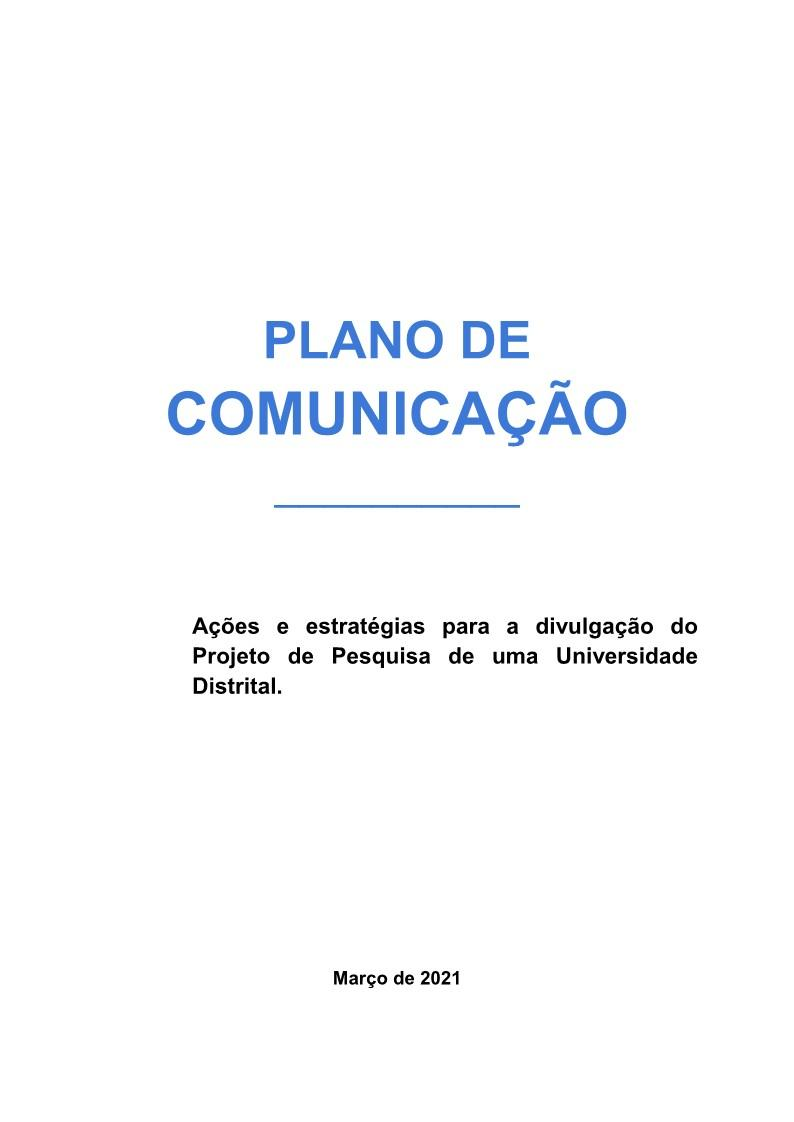 PLANO DE
COMUNICAÇÃO
Ações e estratégias para a divulgação do
Projeto de Pesquisa de uma Universidade
Distrital.
Março de 2021